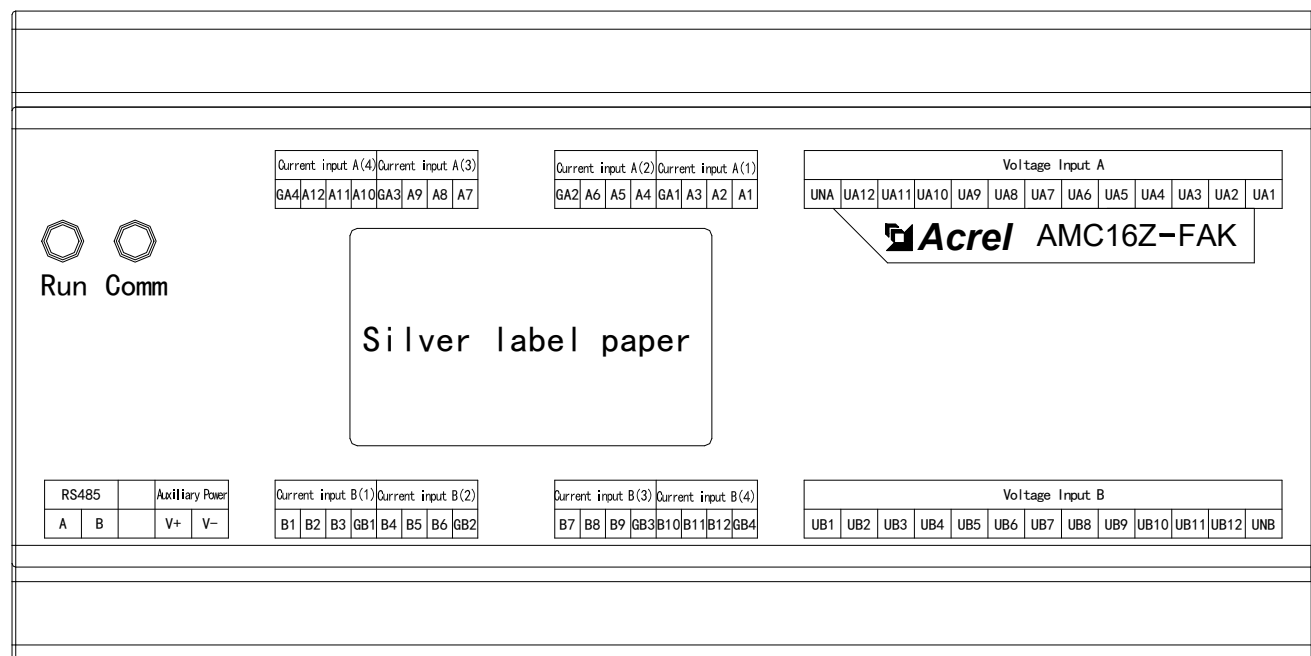 Current input A(4) Current input A(3) Current input A(2) Current input A(1) Voltage Input A
GA4 A12 A11 A10 GA3 A9 A8 A7 GA2 A6 A5 A4 GA1 A3 A2 A1 UNA UA12 UA11 UA10 UA9 UA8 UA7 UA6 UA5 UA4 UA3 UA2 UA1
Acrel AMC16Z-FAK
Run Comm
Silver label paper
RS485 Auxiliary Power Current input B(1) Current input B(2) Current input B(3) Current input B(4) Voltage Input B
A B V+ V- B1 B2 B3 GB1 B4 B5 B6 GB2 B7 B8 B9 GB3 B10 B11 B12 GB4 UB1 UB2 UB3 UB4 UB5 UB6 UB7 UB8 UB9 UB10 UB11 UB12 UNB